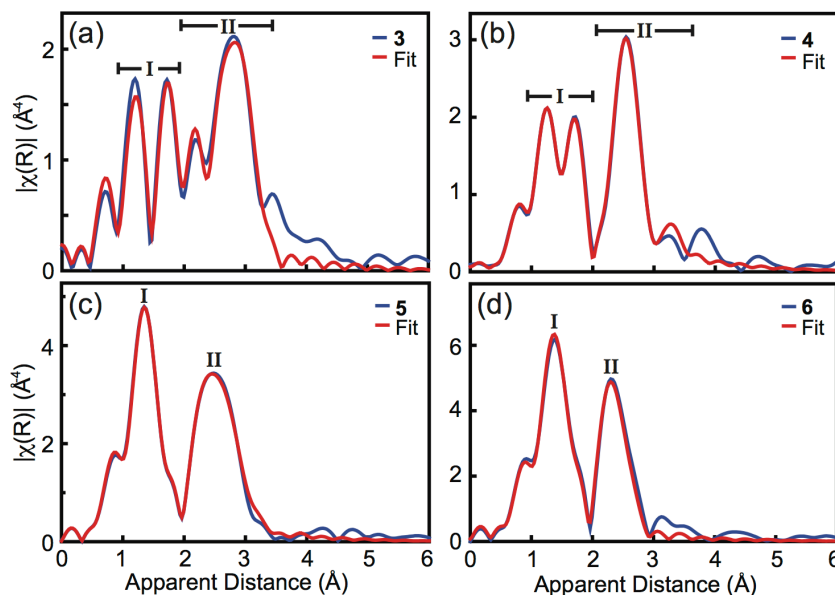 (a)
I
II
3
Fit
|χ(R)| (Å⁻⁴)
2
1
0
(b)
I
II
4
Fit
3
2
1
0
(c)
I
II
5
Fit
|χ(R)| (Å⁻⁴)
4
2
0
0 1 2 3 4 5 6
Apparent Distance (Å)
(d)
I
II
6
Fit
6
4
2
0
0 1 2 3 4 5 6
Apparent Distance (Å)